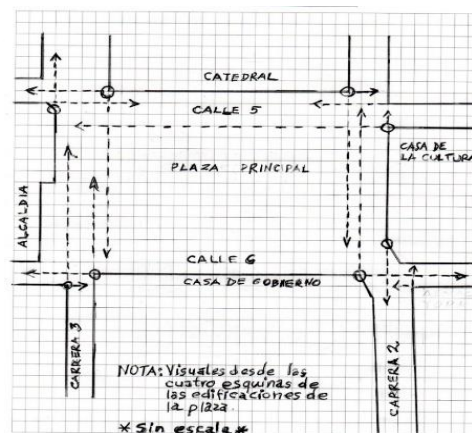 CATEDRAL
CALLE 5
CASA DE
LA CULTURA
PLAZA PRINCIPAL
ALCALDIA
CALLE 6
CASA DE GOBIERNO
CARRERA 3
CARRERA 2
NOTA: Visuales desde las
cuatro esquinas de
las edificaciones de
la plaza.
* Sin escala *